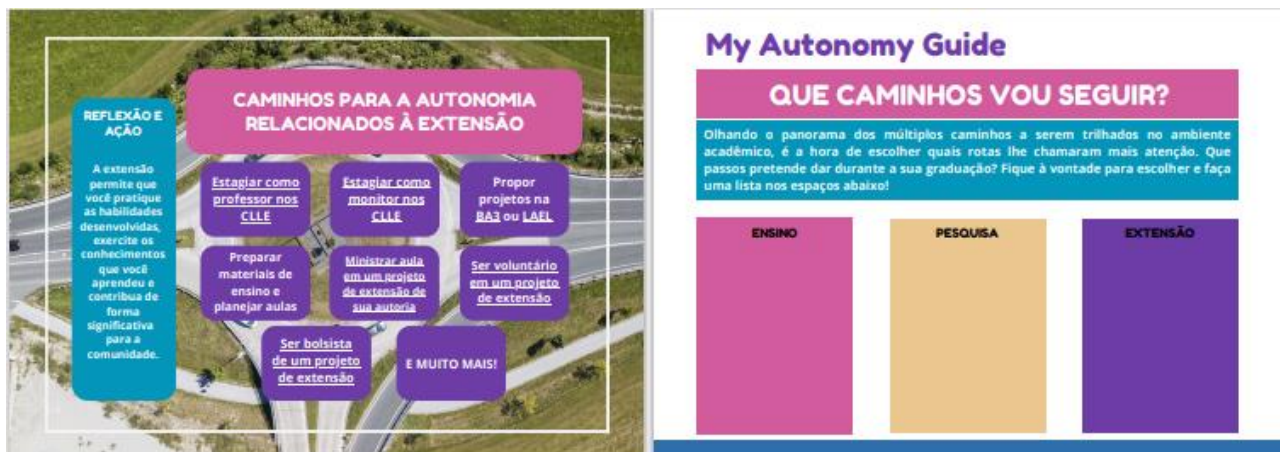 CAMINHOS PARA A AUTONOMIA
RELACIONADOS À EXTENSÃO
REFLEXÃO E
AÇÃO
A extensão
permite que
você pratique
as habilidades
desenvolvidas,
exercite os
conhecimentos
que você
aprendeu e
contribua de
forma
significativa
para a
comunidade.
Estagiar como
professor nos
CLLE
Estagiar como
monitor nos
CLLE
Propor
projetos na
BA3 ou LAEL
Preparar
materiais de
ensino e
planejar aulas
Ministrar aula
em um projeto
de extensão de
sua autoria
Ser voluntário
em um projeto
de extensão
Ser bolsista
de um projeto
de extensão
E MUITO MAIS!
My Autonomy Guide
QUE CAMINHOS VOU SEGUIR?
Olhando o panorama dos múltiplos caminhos a serem trilhados no ambiente
acadêmico, é a hora de escolher quais rotas lhe chamaram mais atenção. Que
passos pretende dar durante a sua graduação? Fique à vontade para escolher e faça
uma lista nos espaços abaixo!
ENSINO
PESQUISA
EXTENSÃO